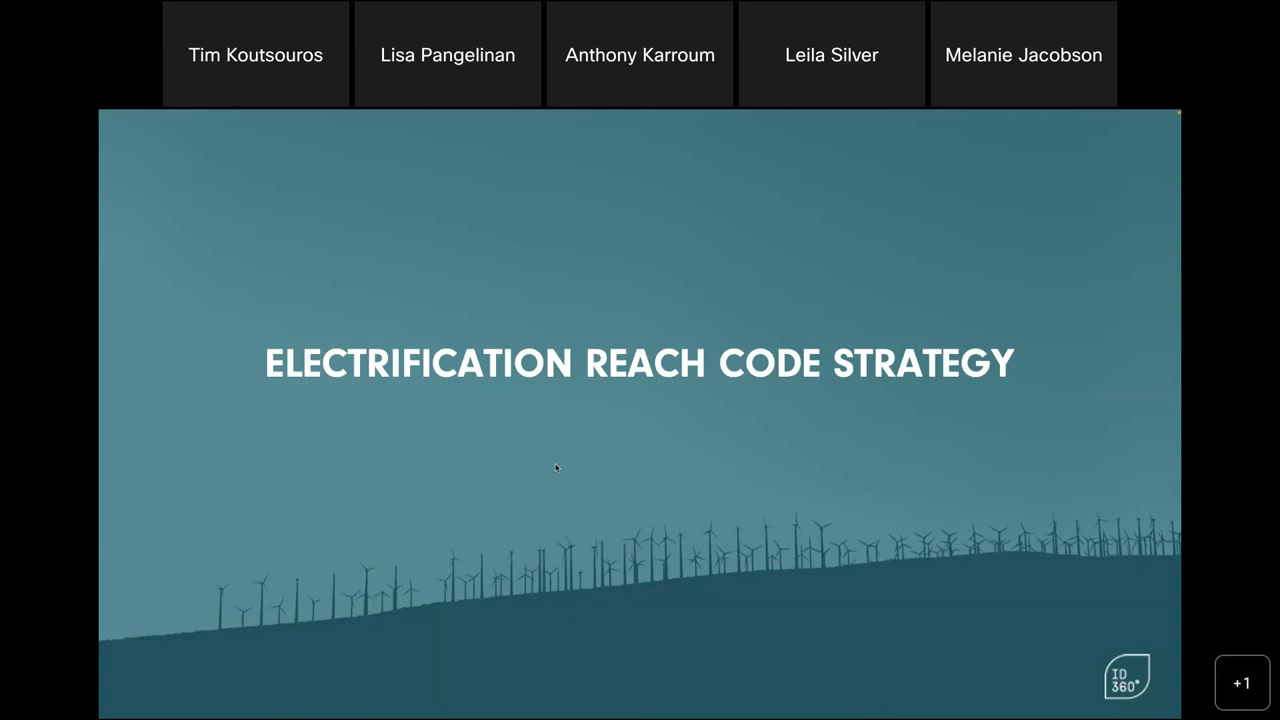 Tim Koutsouros
Lisa Pangelinan
Anthony Karroum
Leila Silver
Melanie Jacobson
ELECTRIFICATION REACH CODE STRATEGY
ID
360°
+1